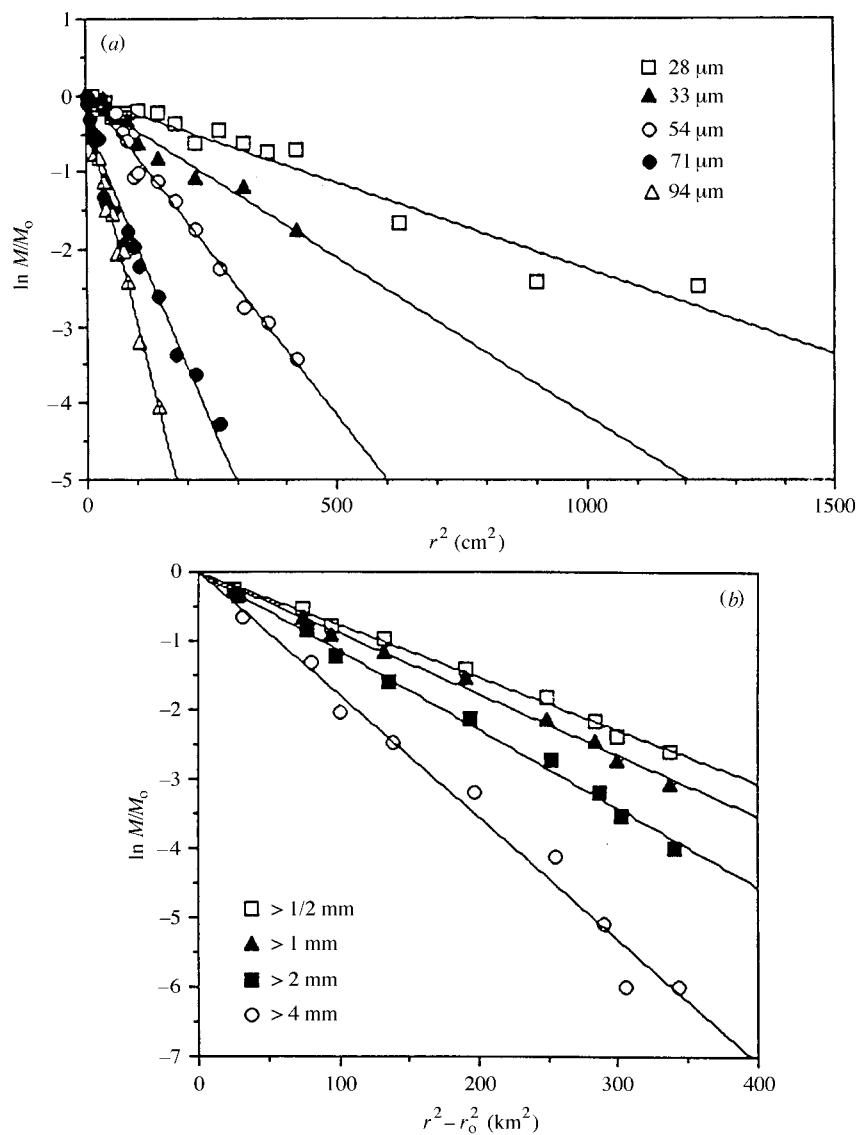 (a)
1
0
−1
−2
−3
−4
−5
ln M/Mo
28 μm
33 μm
54 μm
71 μm
94 μm
0
500
1000
1500
r² (cm²)
(b)
0
−1
−2
−3
−4
−5
−6
−7
ln M/Mo
> 1/2 mm
> 1 mm
> 2 mm
> 4 mm
0
100
200
300
400
r² – ro² (km²)